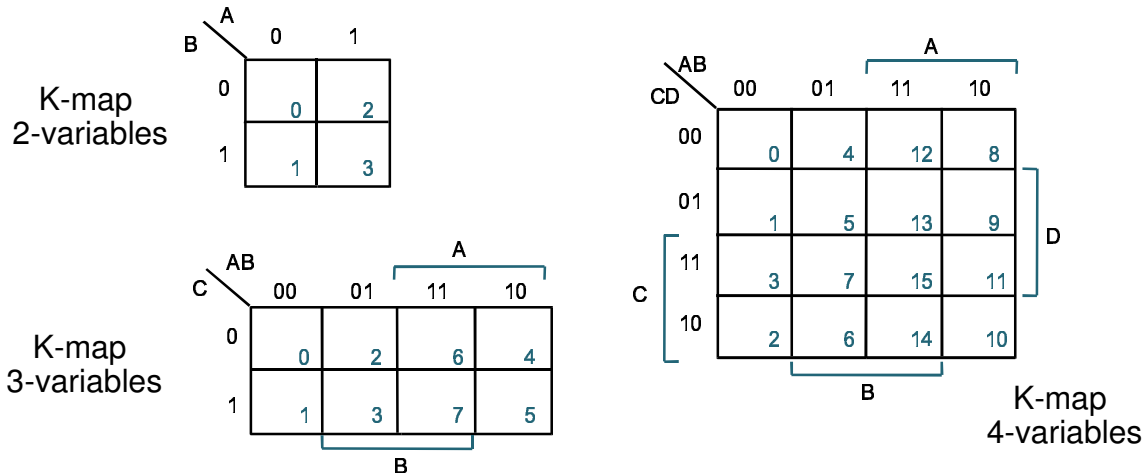 A
B 0 1
K-map
2-variables
0
0 2
1
1 3
AB
C
A
00 01 11 10
K-map
3-variables
0
0 2 6 4
1
1 3 7 5
B
A
AB
CD
00 01 11 10
00
0 4 12 8
01
1 5 13 9
D
11
3 7 15 11
C
10
2 6 14 10
B
K-map
4-variables